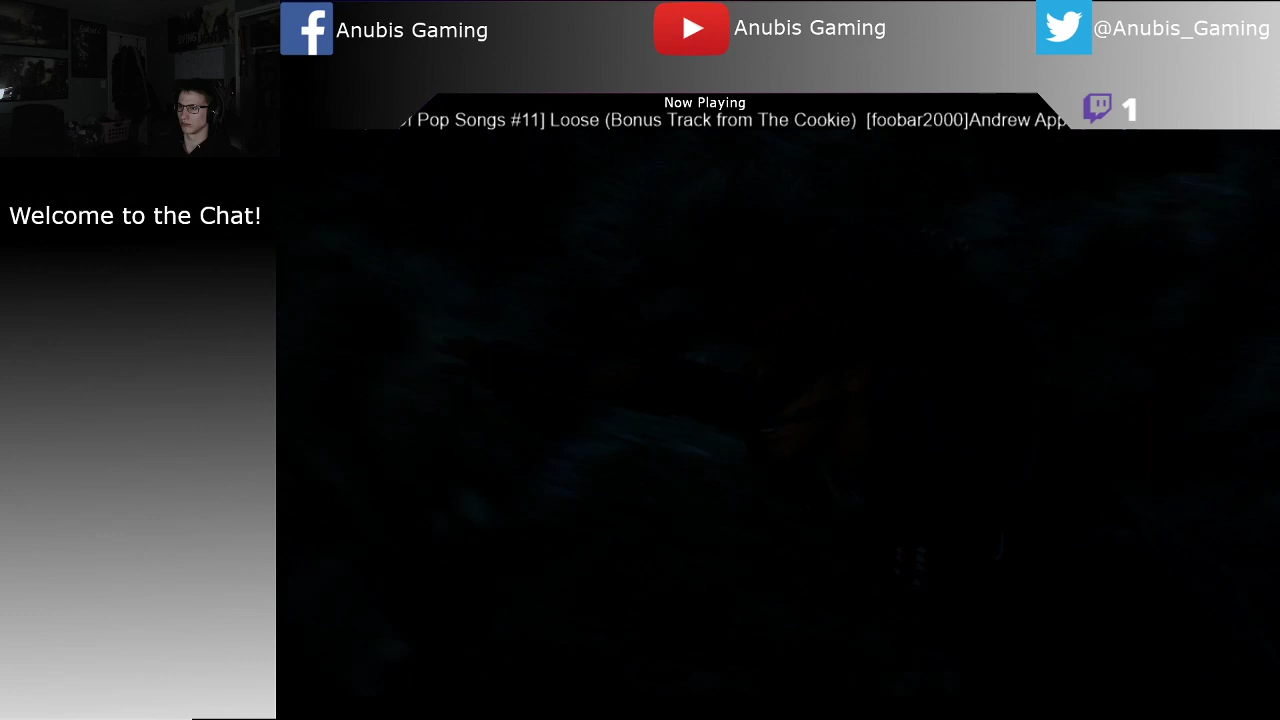 Anubis Gaming
Anubis Gaming
@Anubis_Gaming
Now Playing
Pop Songs #11] Loose (Bonus Track from The Cookie) [foobar2000]Andrew App
1
Welcome to the Chat!